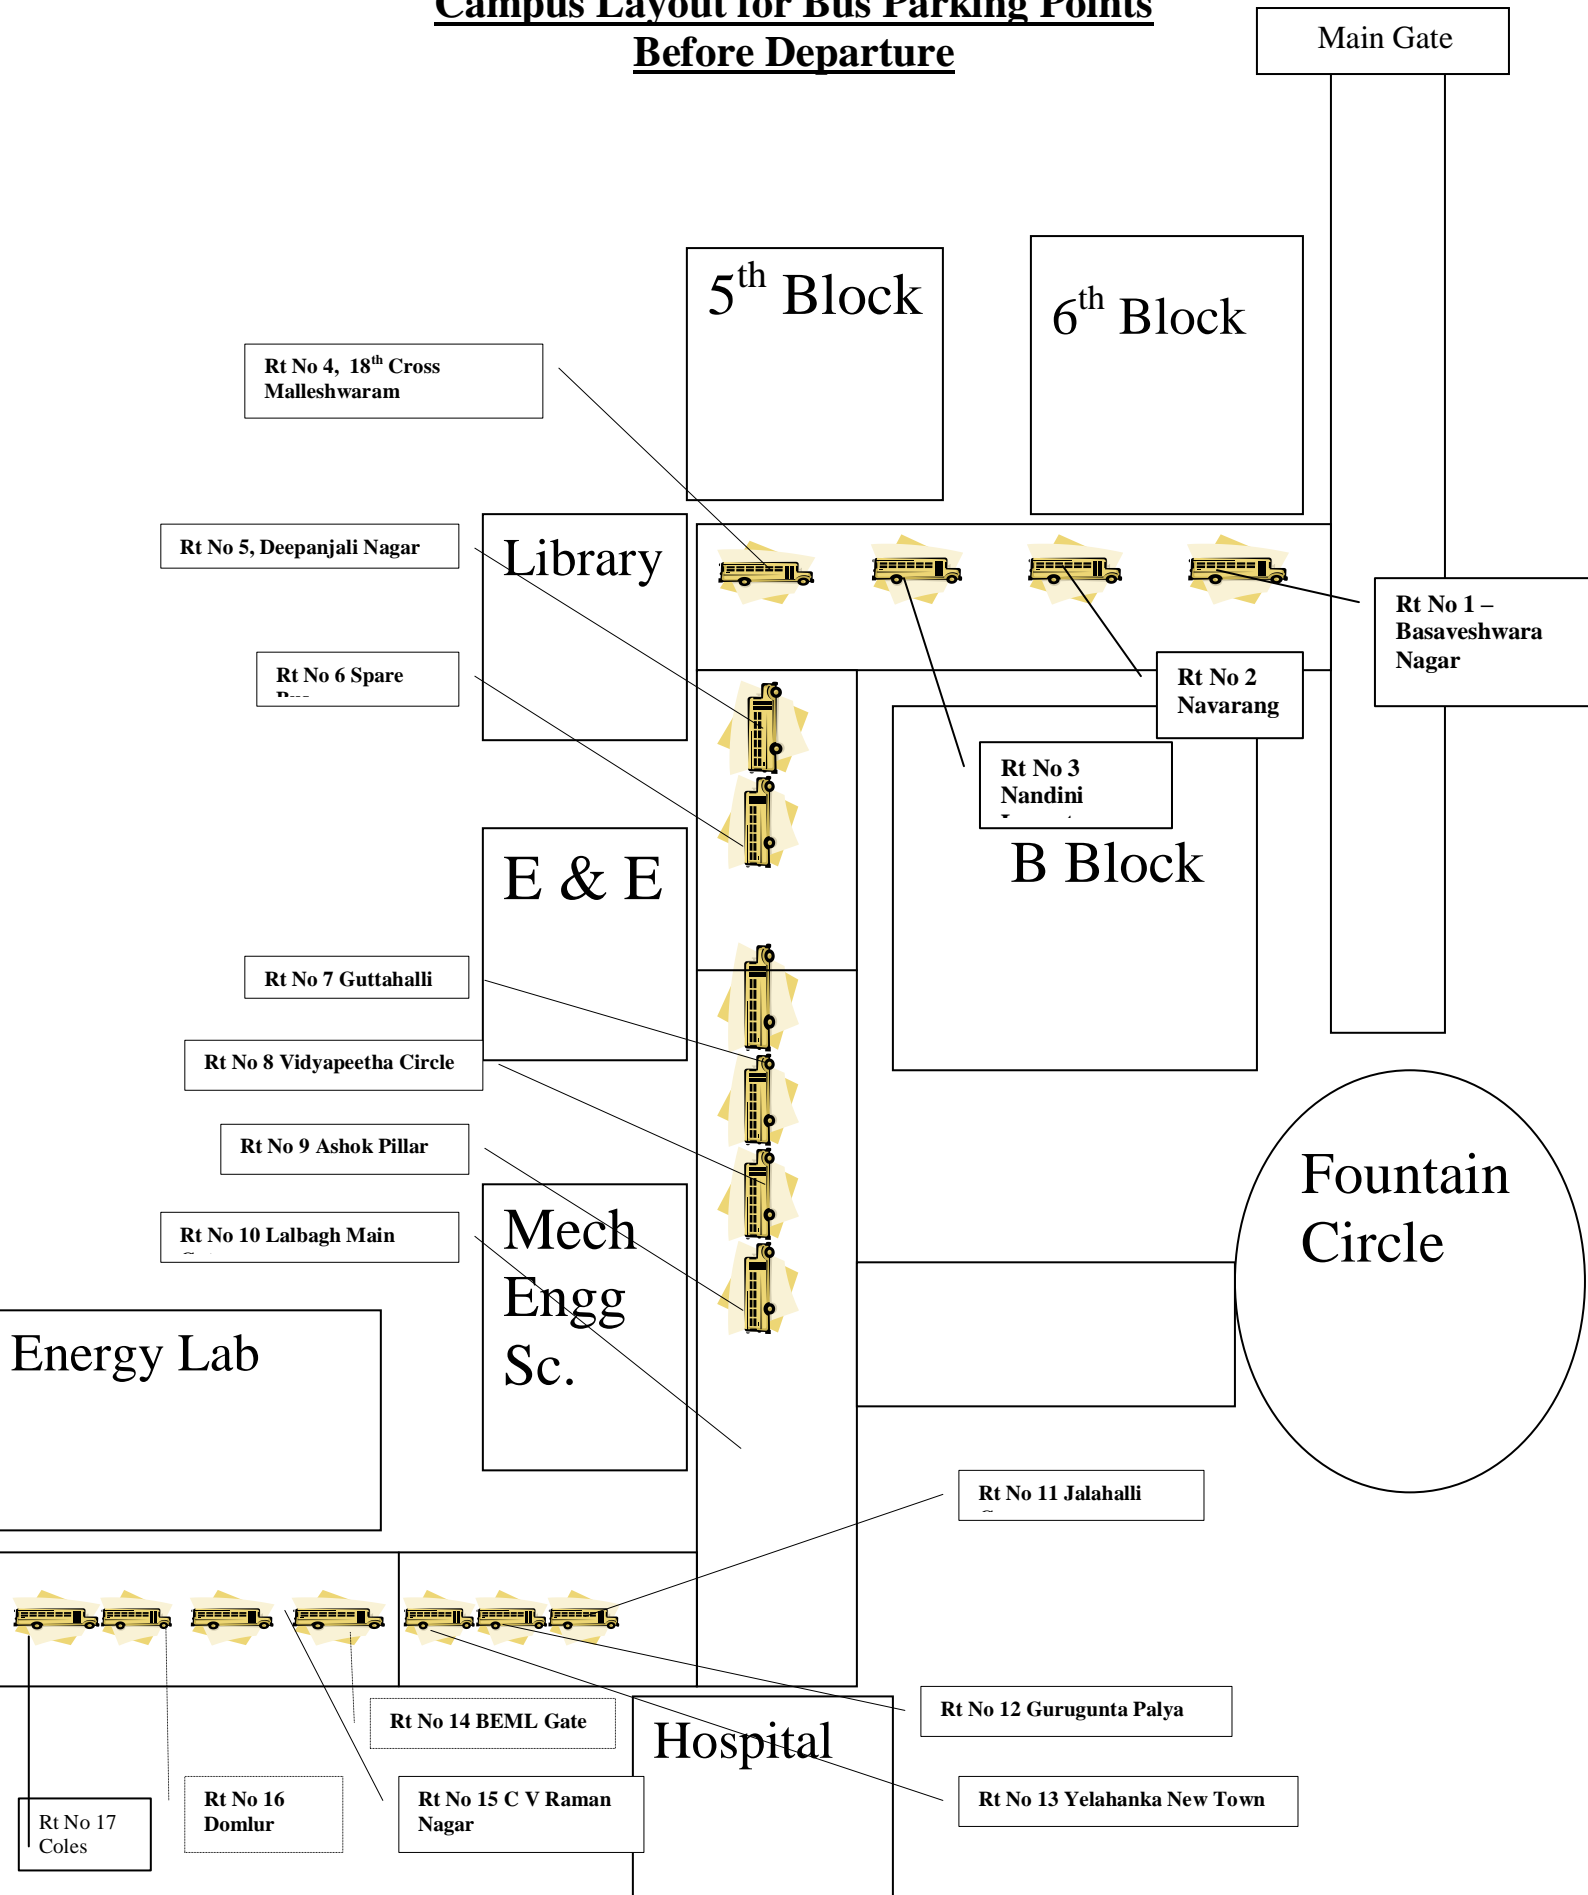 Campus Layout for Bus Parking Points
Before Departure
Main Gate
5th Block
6th Block
Rt No 4, 18th Cross
Malleshwaram
Rt No 5, Deepanjali Nagar
Library
Rt No 1 –
Basaveshwara
Nagar
Rt No 6 Spare
Rt No 2
Navarang
Rt No 3
Nandini
B Block
E & E
Rt No 7 Guttahalli
Rt No 8 Vidyapeetha Circle
Rt No 9 Ashok Pillar
Fountain
Circle
Rt No 10 Lalbagh Main
Mech
Engg
Sc.
Energy Lab
Rt No 11 Jalahalli
Rt No 12 Gurugunta Palya
Rt No 14 BEML Gate
Hospital
Rt No 13 Yelahanka New Town
Rt No 15 C V Raman
Nagar
Rt No 16
Domlur
Rt No 17
Coles